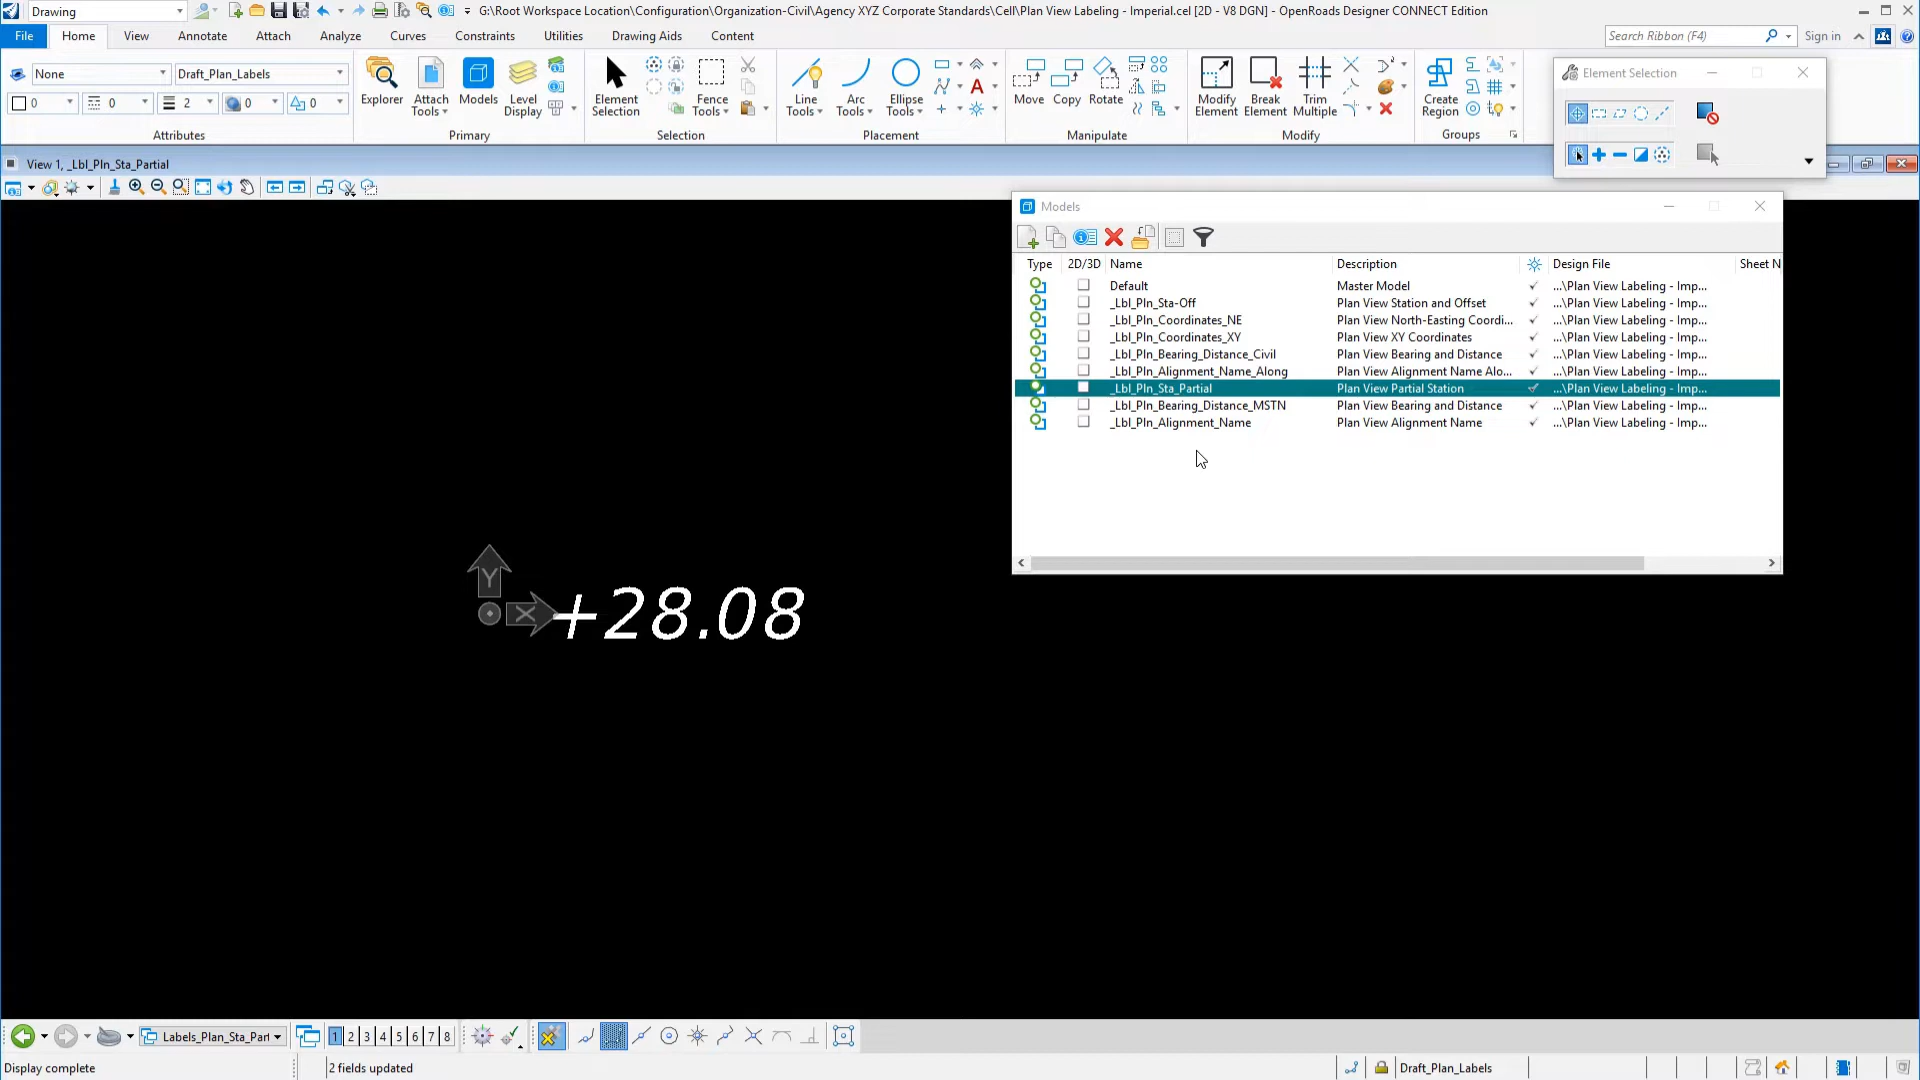 Drawing
G:\Root Workspace Location\Configuration\Organization-Civil\Agency XYZ Corporate Standards\Cell\Plan View Labeling - Imperial.cel [2D - V8 DGN] - OpenRoads Designer CONNECT Edition
File Home View Annotate Attach Analyze Curves Constraints Utilities Drawing Aids Content
Search Ribbon (F4) Sign in
None Draft_Plan_Labels
0 0 2 0 0
Explorer Attach Tools Models Level Display Element Selection Fence Tools Line Tools Arc Tools Ellipse Tools Move Copy Rotate Modify Element Break Element Trim Multiple Create Region
Attributes Primary Selection Placement Manipulate Modify Groups
Element Selection
View 1, _Lbl_Pln_Sta_Partial
Models
Type 2D/3D Name Description Design File Sheet N
Default Master Model ...\Plan View Labeling - Imp...
_Lbl_Pln_Sta-Off Plan View Station and Offset ...\Plan View Labeling - Imp...
_Lbl_Pln_Coordinates_NE Plan View North-Easting Coordi... ...\Plan View Labeling - Imp...
_Lbl_Pln_Coordinates_XY Plan View XY Coordinates ...\Plan View Labeling - Imp...
_Lbl_Pln_Bearing_Distance_Civil Plan View Bearing and Distance ...\Plan View Labeling - Imp...
_Lbl_Pln_Alignment_Name_Along Plan View Alignment Name Alo... ...\Plan View Labeling - Imp...
_Lbl_Pln_Sta_Partial Plan View Partial Station ...\Plan View Labeling - Imp...
_Lbl_Pln_Bearing_Distance_MSTN Plan View Bearing and Distance ...\Plan View Labeling - Imp...
_Lbl_Pln_Alignment_Name Plan View Alignment Name ...\Plan View Labeling - Imp...
Y
X +28.08
Labels_Plan_Sta_Part 1 2 3 4 5 6 7 8
Display complete 2 fields updated Draft_Plan_Labels